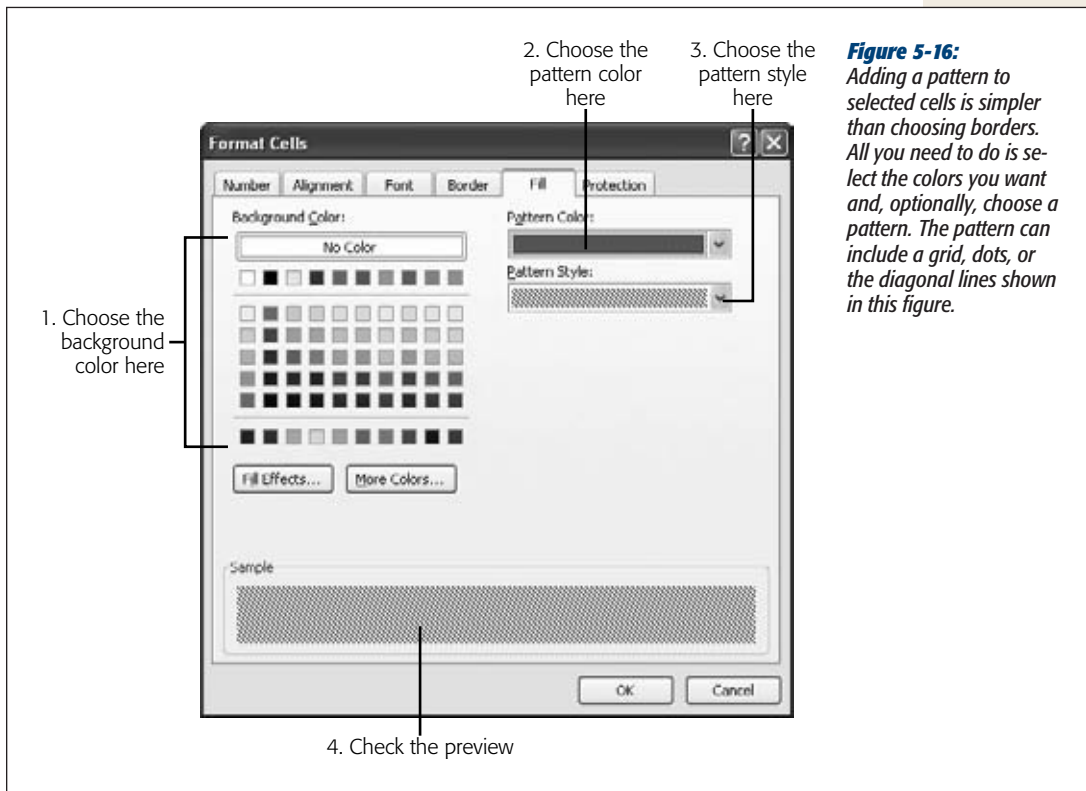 2. Choose the
pattern color
here
3. Choose the
pattern style
here
Figure 5-16:
Adding a pattern to
selected cells is simpler
than choosing borders.
All you need to do is se-
lect the colors you want
and, optionally, choose a
pattern. The pattern can
include a grid, dots, or
the diagonal lines shown
in this figure.
Format Cells
Number Alignment Font Border Fill Protection
Background Color:
No Color
Pattern Color:
Pattern Style:
1. Choose the
background
color here
Fill Effects... More Colors...
Sample
OK Cancel
4. Check the preview